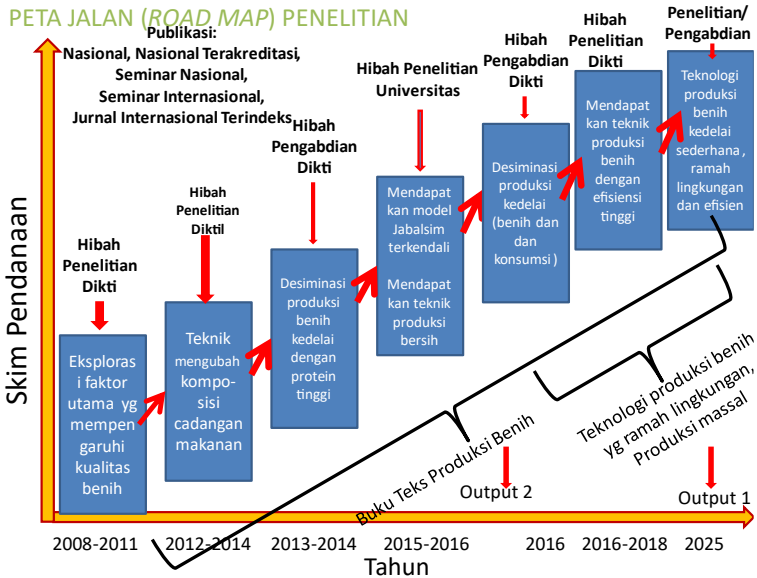 PETA JALAN (ROAD MAP) PENELITIAN
Publikasi:
Nasional, Nasional Terakreditasi,
Seminar Nasional,
Seminar Internasional,
Jurnal Internasional Terindeks
Skim Pendanaan
Hibah
Penelitian
Dikti
Eksploras
i faktor
utama yg
mempen
garuhi
kualitas
benih
Hibah
Penelitian
Diktil
Teknik
mengubah
kompo-
sisi
cadangan
makanan
Hibah
Pengabdian
Dikti
Desiminasi
produksi
benih
kedelai
dengan
protein
tinggi
Hibah Penelitian
Universitas
Mendapat
kan model
Jabalsim
terkendali
Mendapat
kan teknik
produksi
bersih
Hibah
Pengabdian
Dikti
Desiminasi
produksi
kedelai
(benih dan
dan
konsumsi )
Hibah
Penelitian
Dikti
Mendapat
kan teknik
produksi
benih
dengan
efisiensi
tinggi
Penelitian/
Pengabdian
Teknologi
produksi
benih
kedelai
sederhana ,
ramah
lingkungan
dan efisien
Buku Teks Produksi Benih
Output 2
Teknologi produksi benih
yg ramah lingkungan,
Produksi massal
Output 1
2008-2011
2012-2014
2013-2014
2015-2016
2016
2016-2018
2025
Tahun